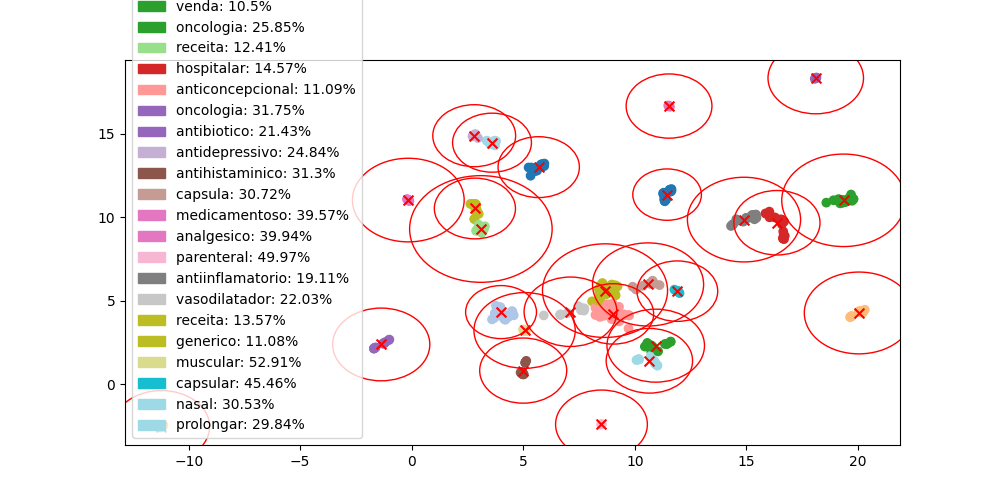 venda: 10.5%
oncologia: 25.85%
receita: 12.41%
hospitalar: 14.57%
anticoncepcional: 11.09%
oncologia: 31.75%
antibiotico: 21.43%
antidepressivo: 24.84%
antihistaminico: 31.3%
capsula: 30.72%
medicamentoso: 39.57%
analgesico: 39.94%
parenteral: 49.97%
antiinflamatorio: 19.11%
vasodilatador: 22.03%
receita: 13.57%
generico: 11.08%
muscular: 52.91%
capsular: 45.46%
nasal: 30.53%
prolongar: 29.84%
15
10
5
0
−10 −5 0 5 10 15 20